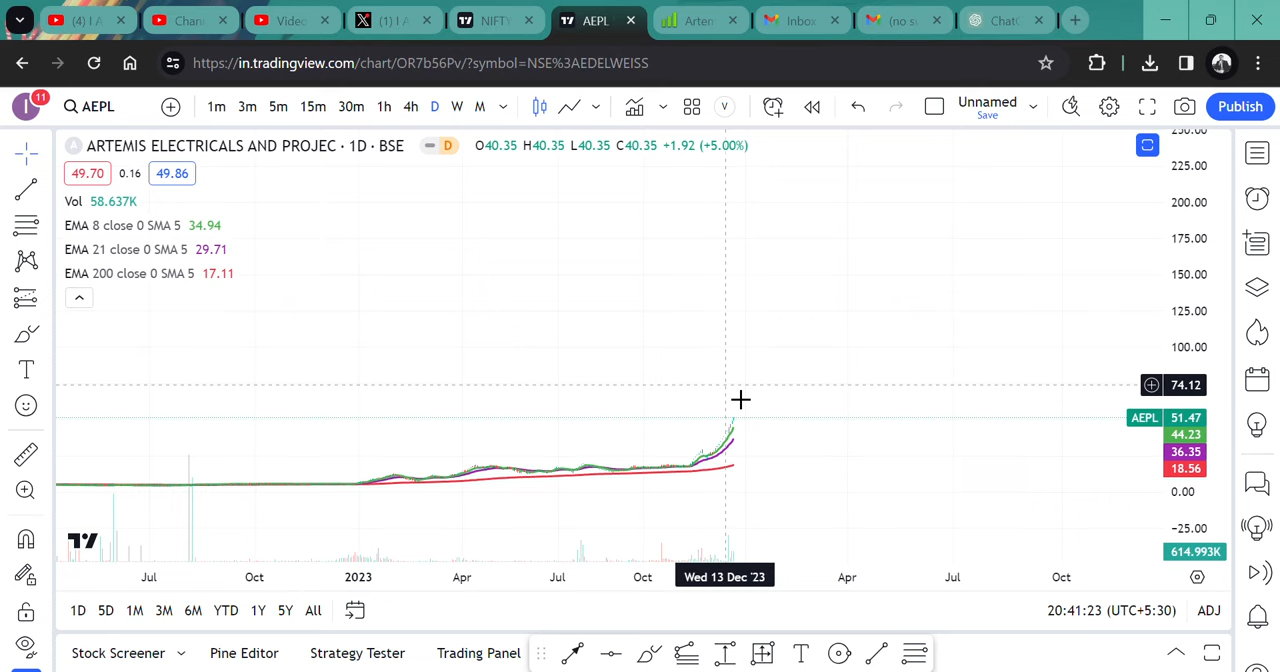 (4) I A
Chan
Video
(1) I A
NIFTY
AEPL
Artem
Inbox
(no su
ChatG
https://in.tradingview.com/chart/OR7b56Pv/?symbol=NSE%3AEDELWEISS
I
11
AEPL
1m 3m 5m 15m 30m 1h 4h D W M
V
Unnamed
Save
Publish
A ARTEMIS ELECTRICALS AND PROJEC · 1D · BSE
D
O40.35 H40.35 L40.35 C40.35 +1.92 (+5.00%)
49.70 0.16 49.86
Vol 58.637K
EMA 8 close 0 SMA 5 34.94
EMA 21 close 0 SMA 5 29.71
EMA 200 close 0 SMA 5 17.11
250.00
225.00
200.00
175.00
150.00
125.00
100.00
74.12
AEPL 51.47
44.23
36.35
18.56
0.00
−25.00
614.993K
Jul Oct 2023 Apr Jul Oct Wed 13 Dec '23 Apr Jul Oct
1D 5D 1M 3M 6M YTD 1Y 5Y All
20:41:23 (UTC+5:30) ADJ
Stock Screener Pine Editor Strategy Tester Trading Panel